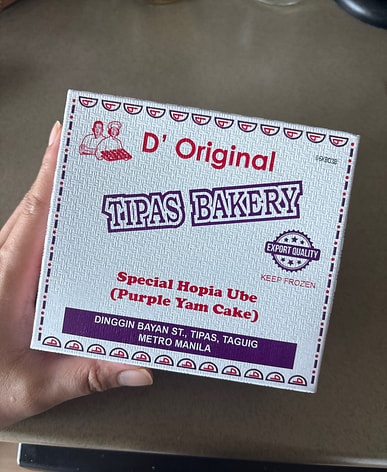 D' Original
TIPAS BAKERY
EXPORT QUALITY
KEEP FROZEN
Special Hopia Ube
(Purple Yam Cake)
DINGGIN BAYAN ST., TIPAS, TAGUIG
METRO MANILA